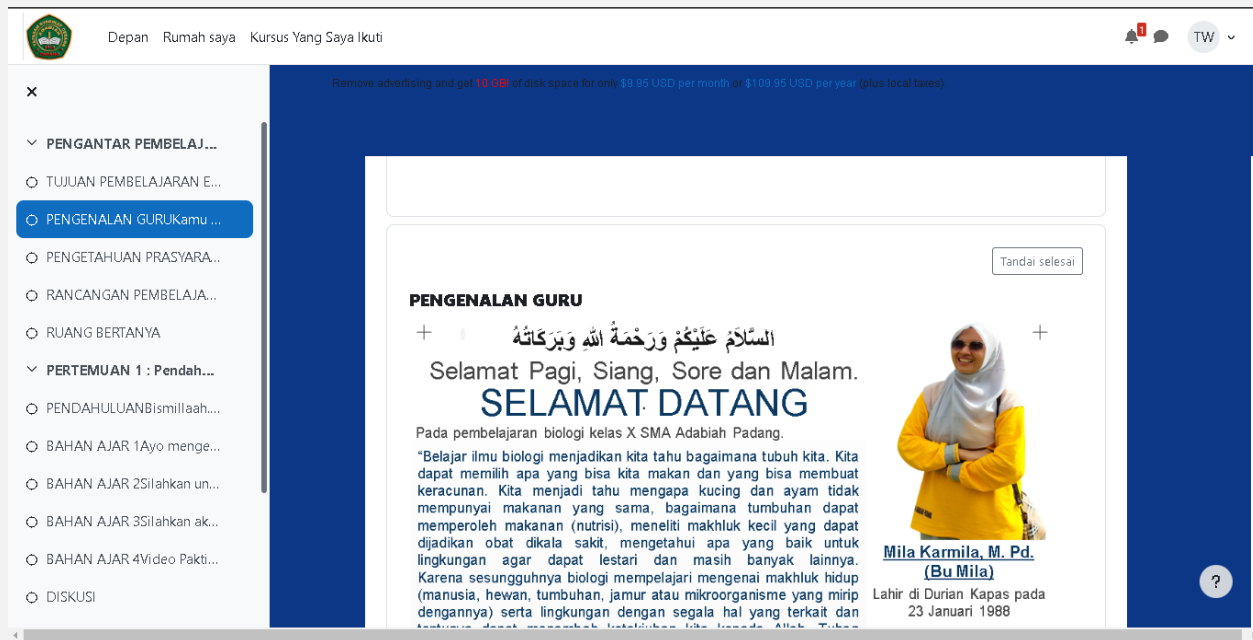 Depan Rumah saya Kursus Yang Saya Ikuti
1
TW
Remove advertising and get 10 GB! of disk space for only $9.95 USD per month or $109.95 USD per year (plus local taxes)
PENGANTAR PEMBELAJ...
TUJUAN PEMBELAJARAN E...
PENGENALAN GURUKamu ...
PENGETAHUAN PRASYARA...
RANCANGAN PEMBELAJA...
RUANG BERTANYA
PERTEMUAN 1 : Pendah...
PENDAHULUANBismillaah....
BAHAN AJAR 1Ayo menge...
BAHAN AJAR 2Silahkan un...
BAHAN AJAR 3Silahkan ak...
BAHAN AJAR 4Video Pakti...
DISKUSI
Tandai selesai
PENGENALAN GURU
السَّلاَمُ عَلَيْكُمْ وَرَحْمَةُ اللهِ وَبَرَكَاتُهُ
Selamat Pagi, Siang, Sore dan Malam.
SELAMAT DATANG
Pada pembelajaran biologi kelas X SMA Adabiah Padang.
“Belajar ilmu biologi menjadikan kita tahu bagaimana tubuh kita. Kita
dapat memilih apa yang bisa kita makan dan yang bisa membuat
keracunan. Kita menjadi tahu mengapa kucing dan ayam tidak
mempunyai makanan yang sama, bagaimana tumbuhan dapat
memperoleh makanan (nutrisi), meneliti makhluk kecil yang dapat
dijadikan obat dikala sakit, mengetahui apa yang baik untuk
lingkungan agar dapat lestari dan masih banyak lainnya.
Karena sesungguhnya biologi mempelajari mengenai makhluk hidup
(manusia, hewan, tumbuhan, jamur atau mikroorganisme yang mirip
dengannya) serta lingkungan dengan segala hal yang terkait dan
Mila Karmila, M. Pd.
(Bu Mila)
Lahir di Durian Kapas pada
23 Januari 1988
?